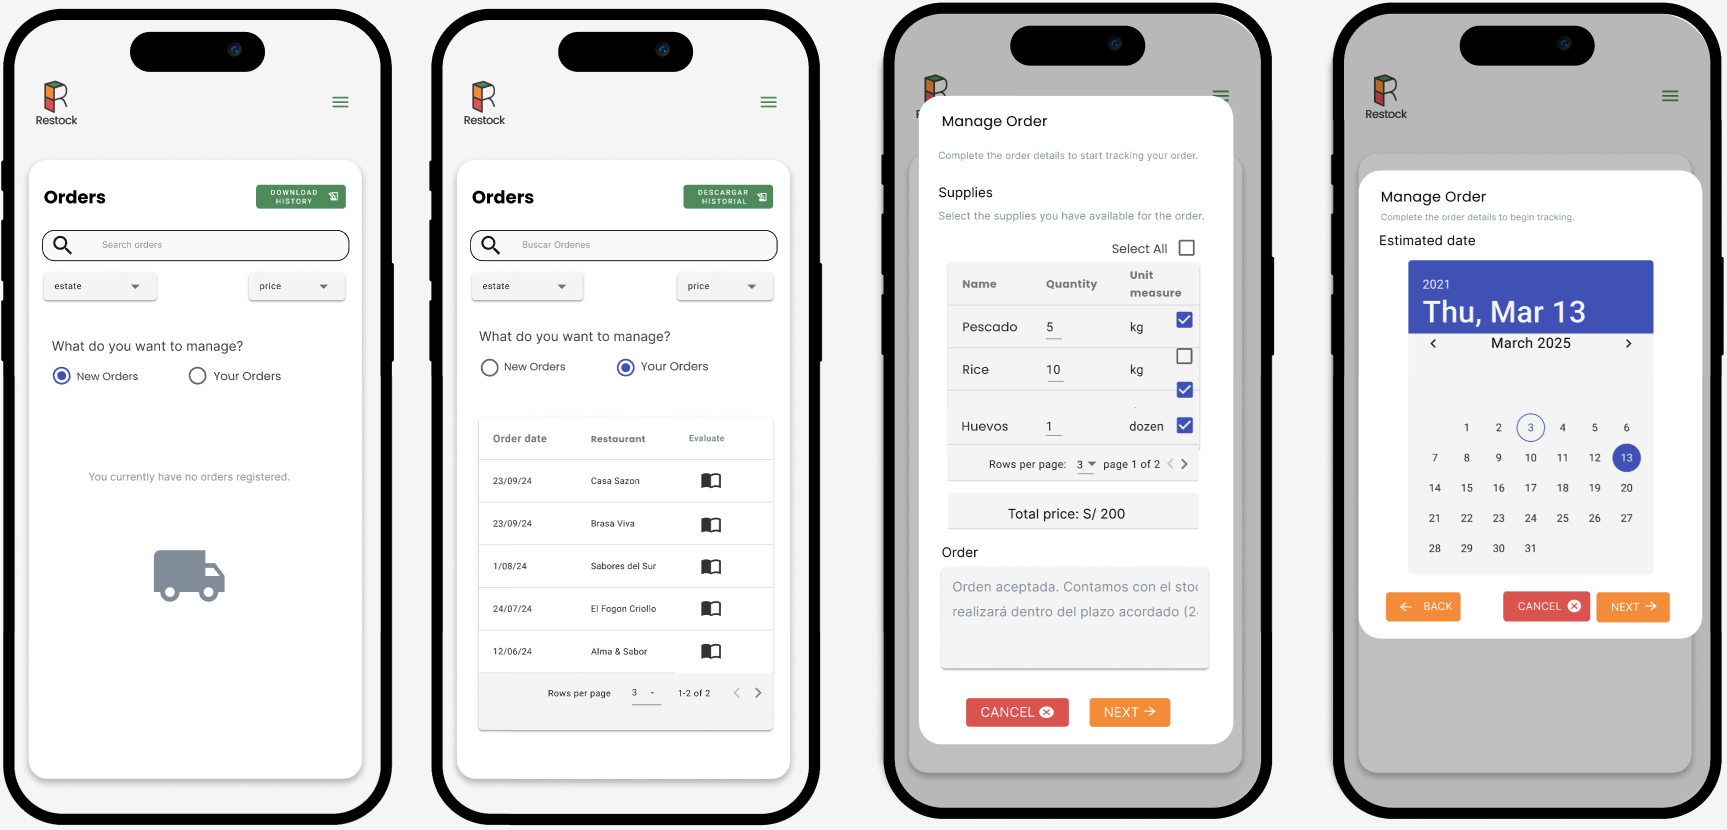 Restock
Orders
DOWNLOAD
HISTORY
Search orders
estate
price
What do you want to manage?
New Orders
Your Orders
You currently have no orders registered.
Restock
Orders
DESCARGAR
HISTORIAL
Buscar Ordenes
estate
price
What do you want to manage?
New Orders
Your Orders
Order date Restaurant Evaluate
23/09/24 Casa Sazon
23/09/24 Brasa Viva
1/08/24 Sabores del Sur
24/07/24 El Fogon Criollo
12/06/24 Alma & Sabor
Rows per page 3 1-2 of 2
Manage Order
Complete the order details to start tracking your order.
Supplies
Select the supplies you have available for the order.
Select All
Name Quantity Unit
measure
Pescado 5 kg
Rice 10 kg
Huevos 1 dozen
Rows per page: 3 page 1 of 2
Total price: S/ 200
Order
Orden aceptada. Contamos con el
realizará dentro del plazo acordado
CANCEL
NEXT
Restock
Manage Order
Complete the order details to begin tracking.
Estimated date
2021
Thu, Mar 13
March 2025
1 2 3 4 5 6
7 8 9 10 11 12 13
14 15 16 17 18 19 20
21 22 23 24 25 26 27
28 29 30 31
BACK
CANCEL
NEXT